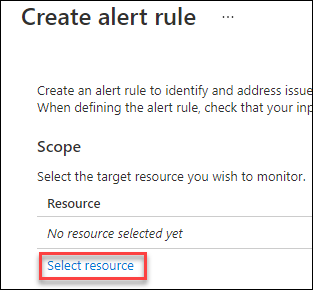 Create alert rule ...
Create an alert rule to identify and address issue
When defining the alert rule, check that your inp
Scope
Select the target resource you wish to monitor.
Resource
No resource selected yet
Select resource